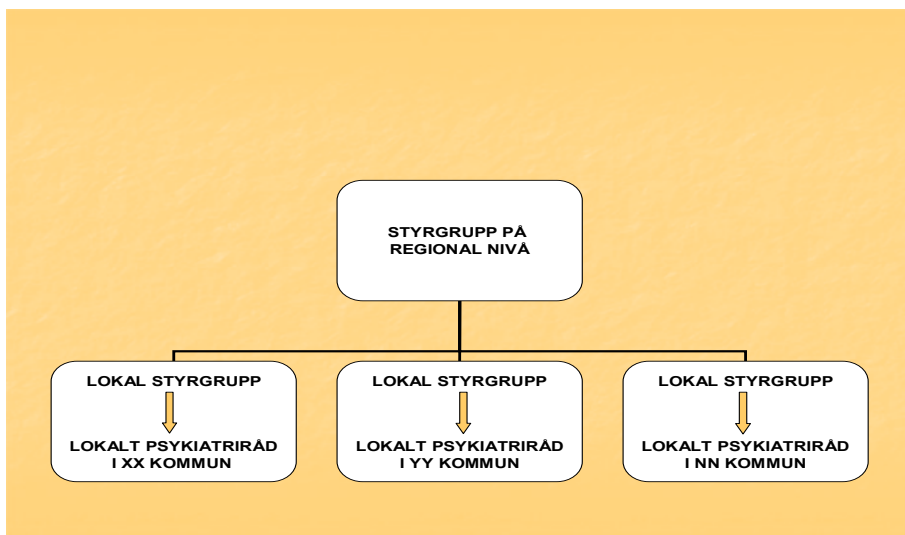 STYRGRUPP PÅ
REGIONAL NIVÅ
LOKAL STYRGRUPP
LOKALT PSYKIATRIRÅD
I XX KOMMUN
LOKAL STYRGRUPP
LOKALT PSYKIATRIRÅD
I YY KOMMUN
LOKAL STYRGRUPP
LOKALT PSYKIATRIRÅD
I NN KOMMUN